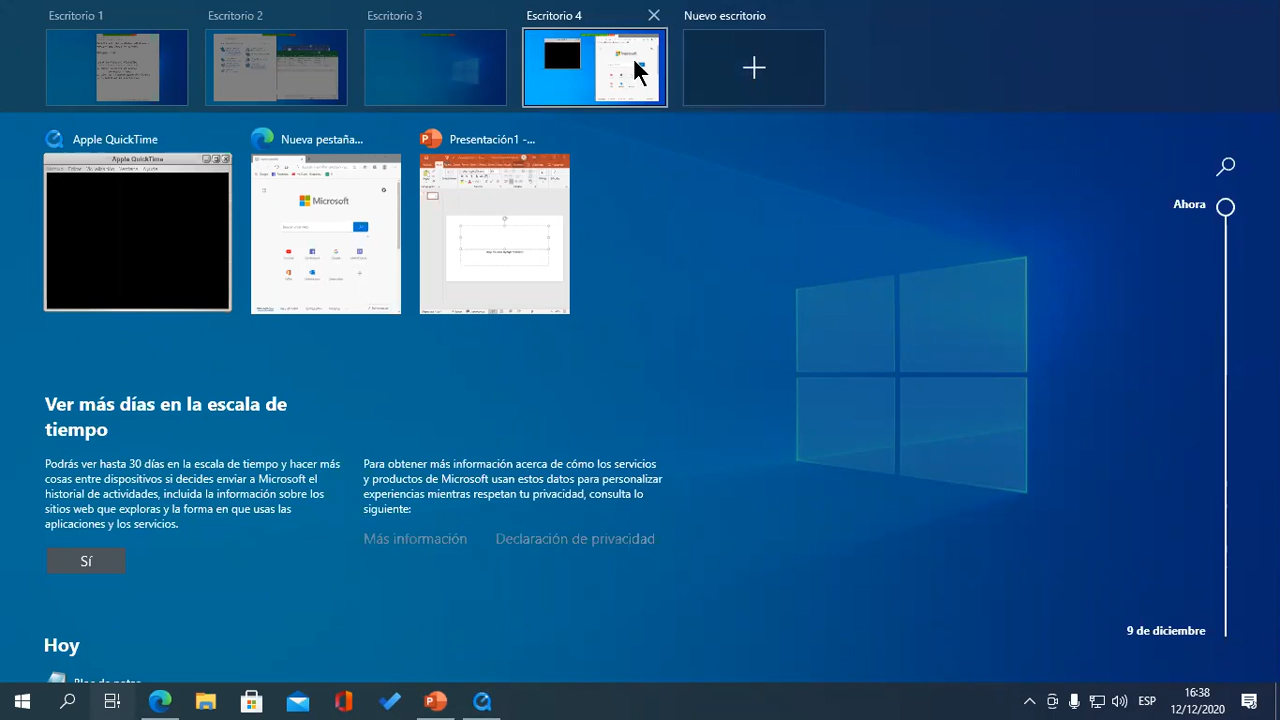 Escritorio 1
Escritorio 2
Escritorio 3
Escritorio 4
Nuevo escritorio
Apple QuickTime
Nueva pestaña...
Presentación1 -...
Apple QuickTime
Microsoft
Ahora
Ver más días en la escala de
tiempo
Podrás ver hasta 30 días en la escala de tiempo y hacer más
cosas entre dispositivos si decides enviar a Microsoft el
historial de actividades, incluida la información sobre los
sitios web que exploras y la forma en que usas las
aplicaciones y los servicios.
Sí
Para obtener más información acerca de cómo los servicios
y productos de Microsoft usan estos datos para personalizar
experiencias mientras respetan tu privacidad, consulta lo
siguiente:
Más información
Declaración de privacidad
9 de diciembre
Hoy
ESP
16:38
12/12/2020